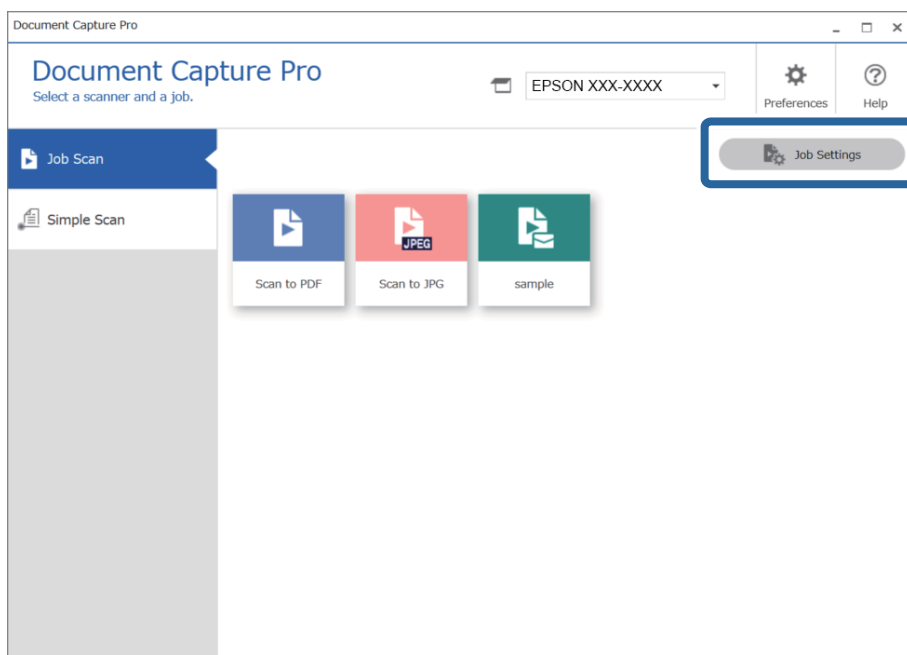 Document Capture Pro
Document Capture Pro
Select a scanner and a job.
EPSON XXX-XXXX
Preferences
Help
Job Scan
Job Settings
Simple Scan
JPEG
Scan to PDF
Scan to JPG
sample